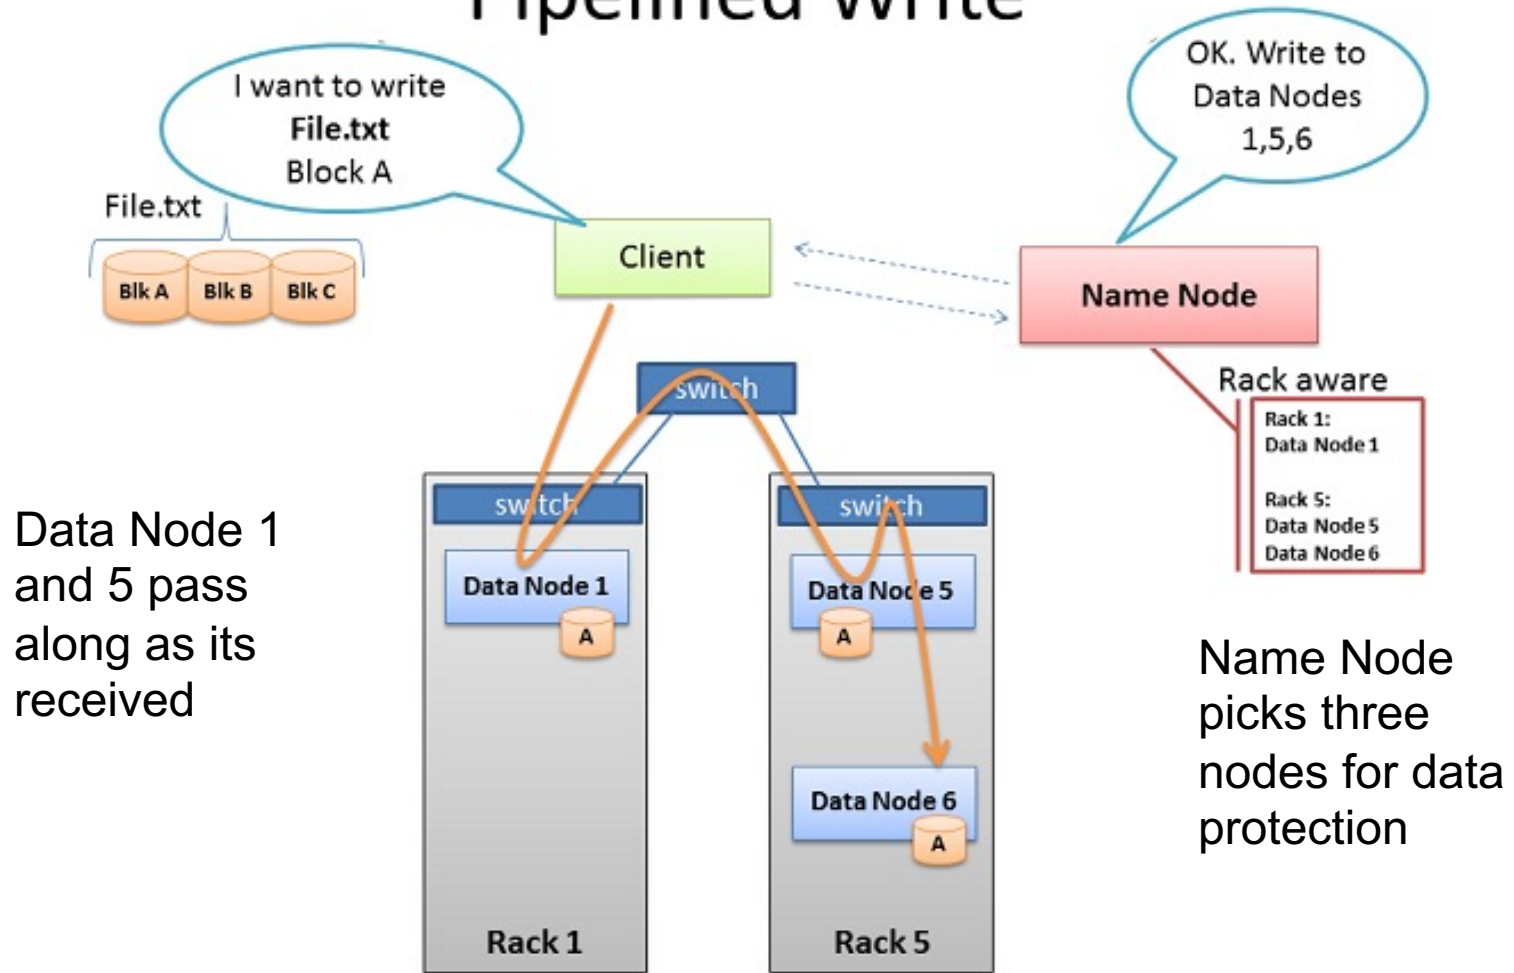 Pipelined Write
I want to write
File.txt
Block A
OK. Write to
Data Nodes
1,5,6
File.txt
Blk A
Blk B
Blk C
Client
Name Node
switch
Rack aware
Rack 1:
Data Node 1
Rack 5:
Data Node 5
Data Node 6
switch
switch
Data Node 1
and 5 pass
along as its
received
Data Node 1
A
Data Node 5
A
Name Node
picks three
nodes for data
protection
Data Node 6
A
Rack 1
Rack 5